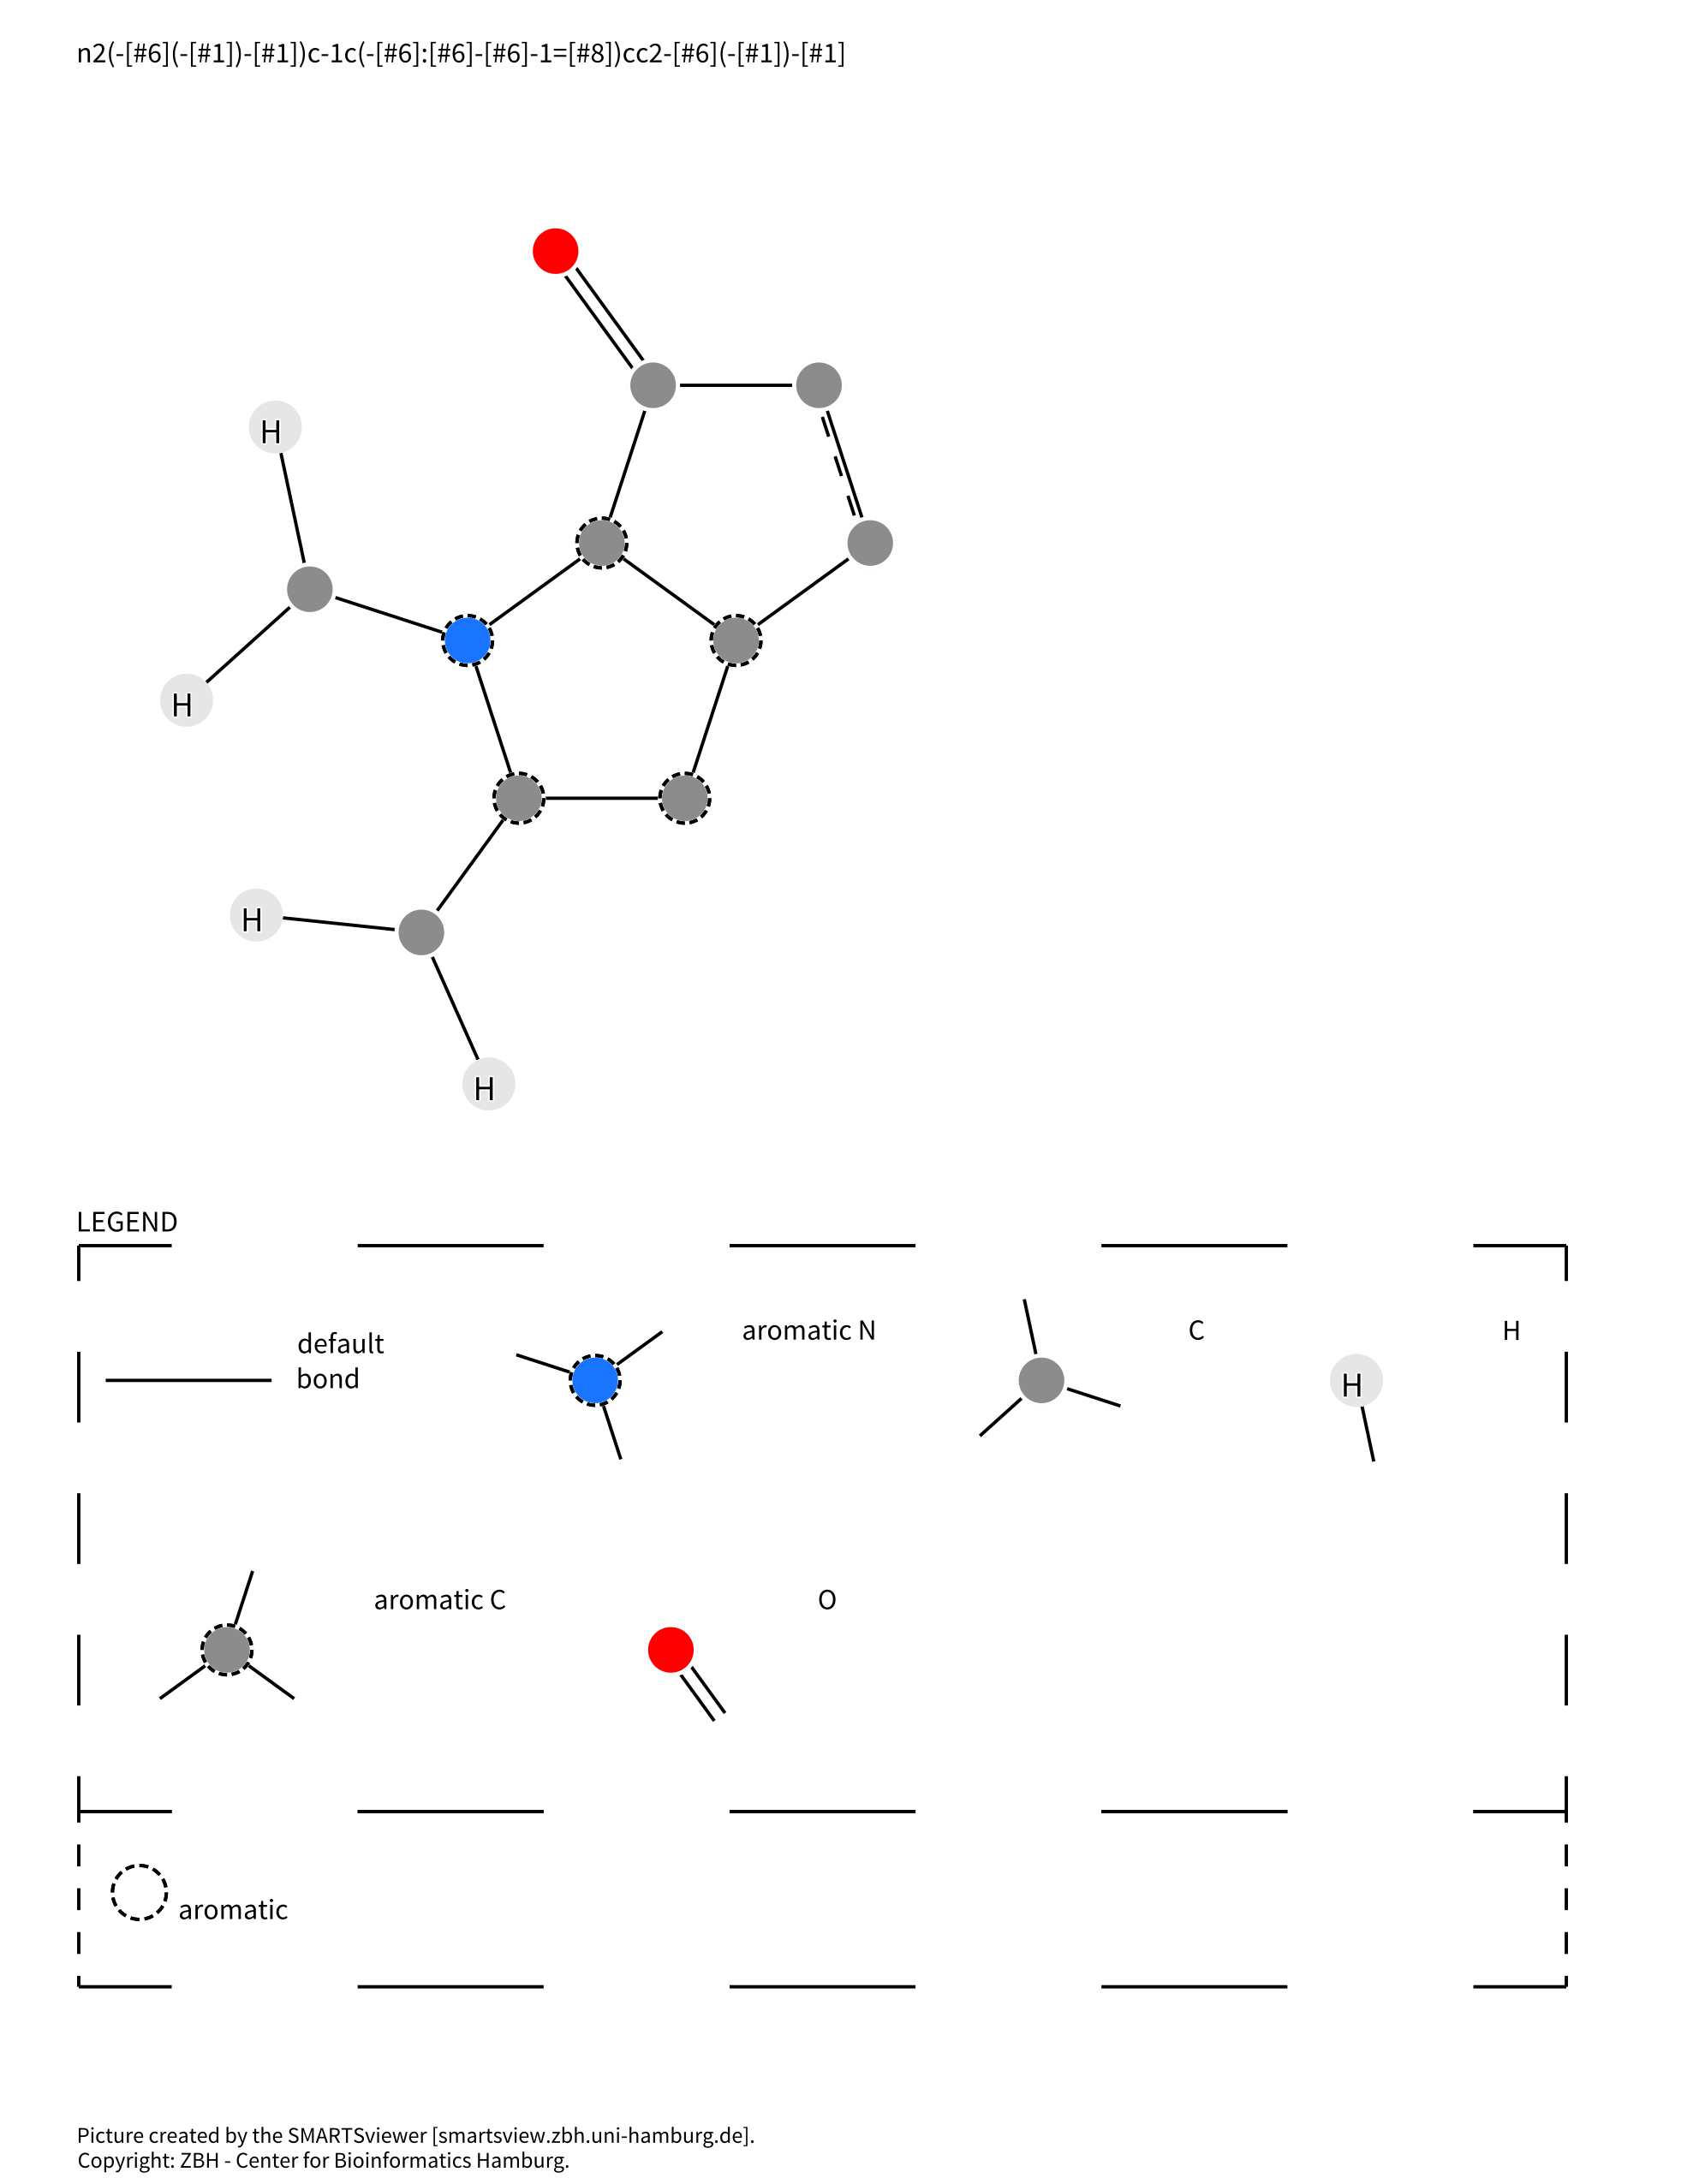 n2(-[#6](-[#1])-[#1])c-1c(-[#6]:[#6]-[#6]-1=[#8])cc2-[#6](-[#1])-[#1]
H
H
H
H
LEGEND
default
bond
aromatic N
C
H
H
aromatic C
O
aromatic
Picture created by the SMARTSviewer [smartsview.zbh.uni-hamburg.de].
Copyright: ZBH - Center for Bioinformatics Hamburg.